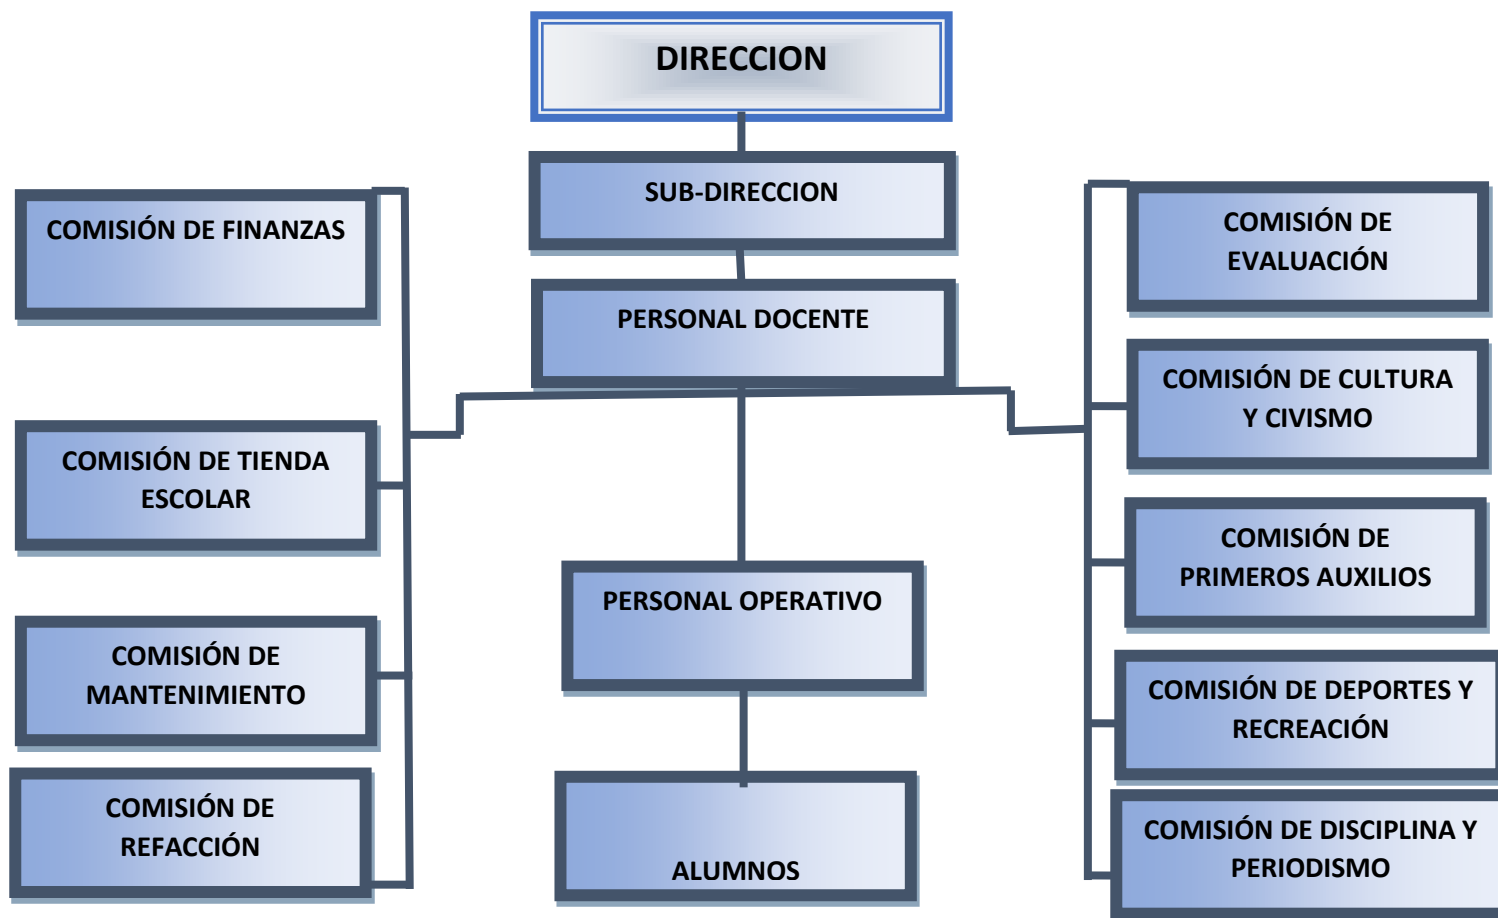 DIRECCION
SUB-DIRECCION
PERSONAL DOCENTE
COMISIÓN DE FINANZAS
COMISIÓN DE TIENDA
ESCOLAR
COMISIÓN DE
MANTENIMIENTO
COMISIÓN DE
REFACCIÓN
PERSONAL OPERATIVO
ALUMNOS
COMISIÓN DE
EVALUACIÓN
COMISIÓN DE CULTURA
Y CIVISMO
COMISIÓN DE
PRIMEROS AUXILIOS
COMISIÓN DE DEPORTES Y
RECREACIÓN
COMISIÓN DE DISCIPLINA Y
PERIODISMO